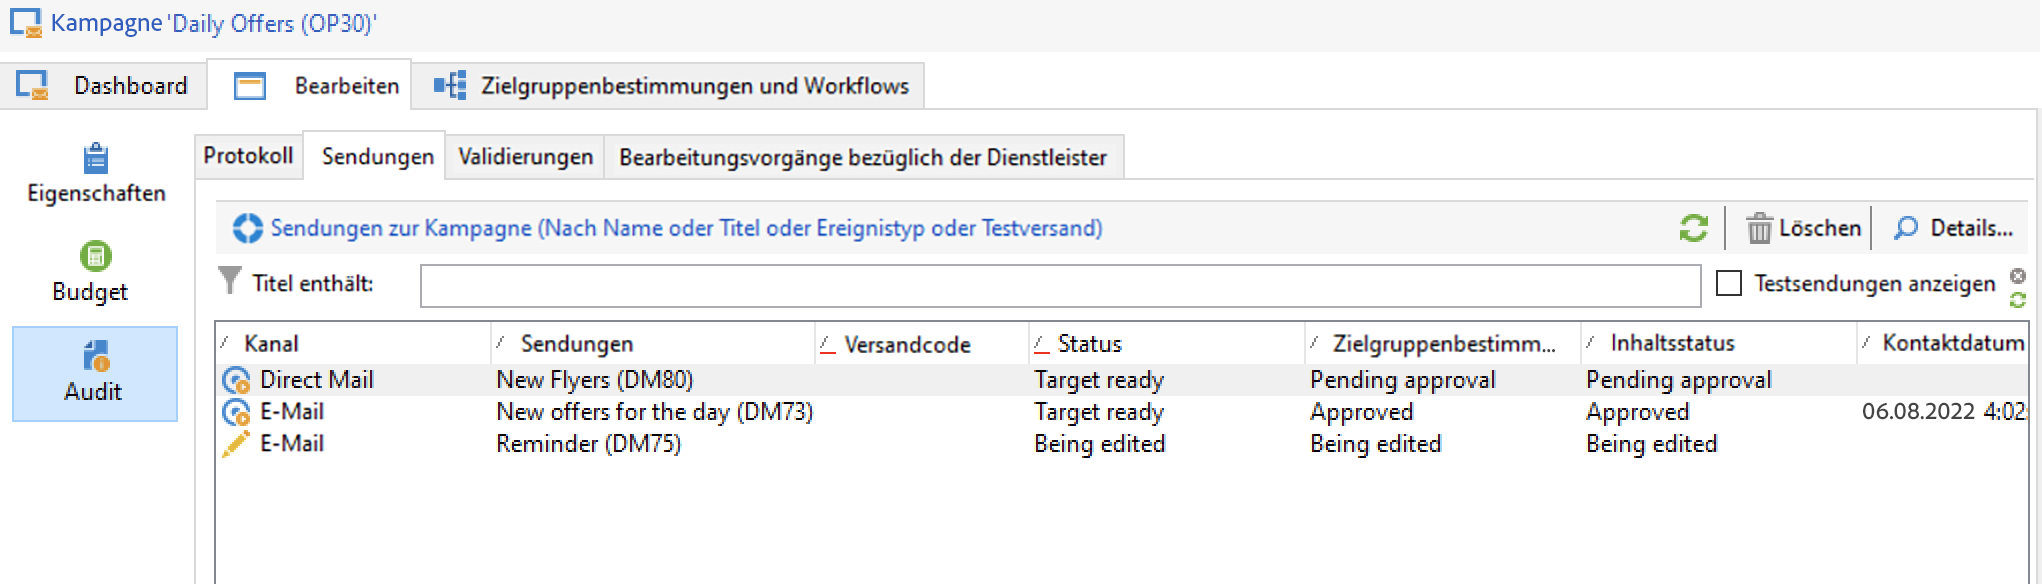 Kampagne 'Daily Offers (OP30)'
Dashboard Bearbeiten Zielgruppenbestimmungen und Workflows
Protokoll Sendungen Validierungen Bearbeitungsvorgänge bezüglich der Dienstleister
Eigenschaften
Sendungen zur Kampagne (Nach Name oder Titel oder Ereignistyp oder Testversand) Löschen Details...
Budget
Titel enthält: Testsendungen anzeigen
Audit
Kanal Sendungen Versandcode Status Zielgruppenbestimm... Inhaltsstatus Kontaktdatum
Direct Mail New Flyers (DM80) Target ready Pending approval Pending approval
E-Mail New offers for the day (DM73) Target ready Approved Approved 06.08.2022 4:02:
E-Mail Reminder (DM75) Being edited Being edited Being edited